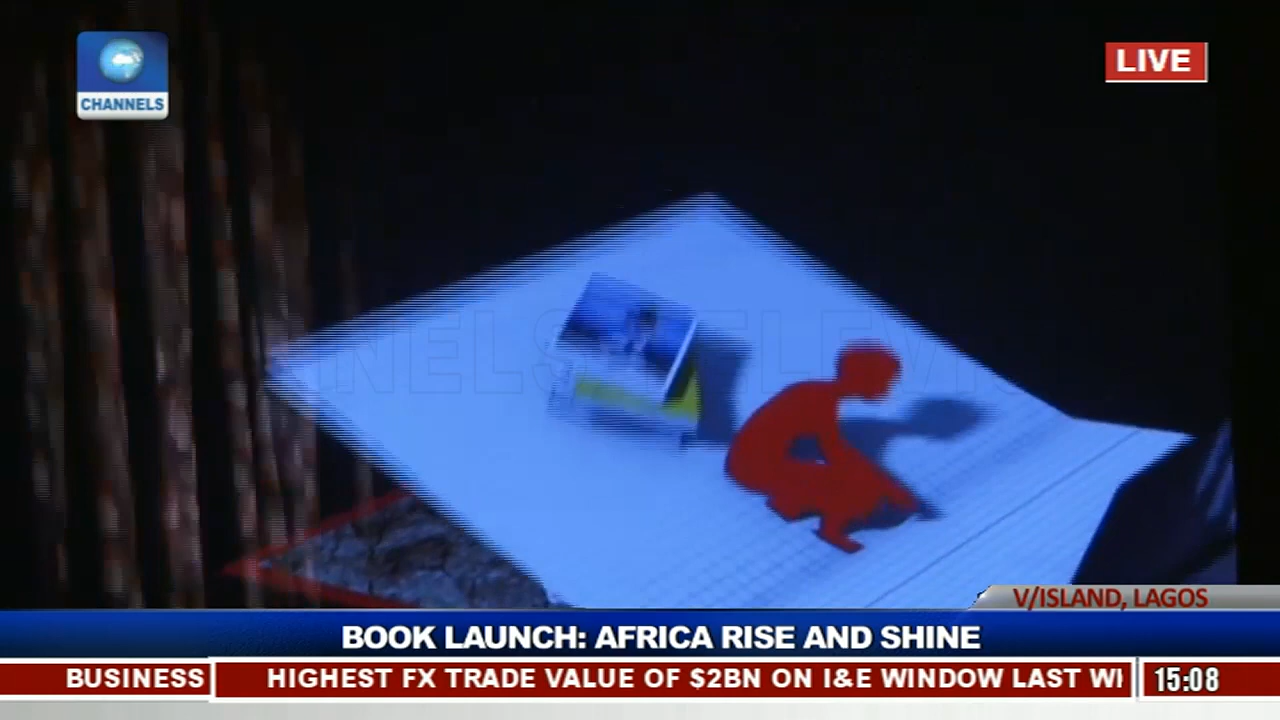 CHANNELS
LIVE
V/ISLAND, LAGOS
BOOK LAUNCH: AFRICA RISE AND SHINE
BUSINESS
HIGHEST FX TRADE VALUE OF $2BN ON I&E WINDOW LAST
15:08